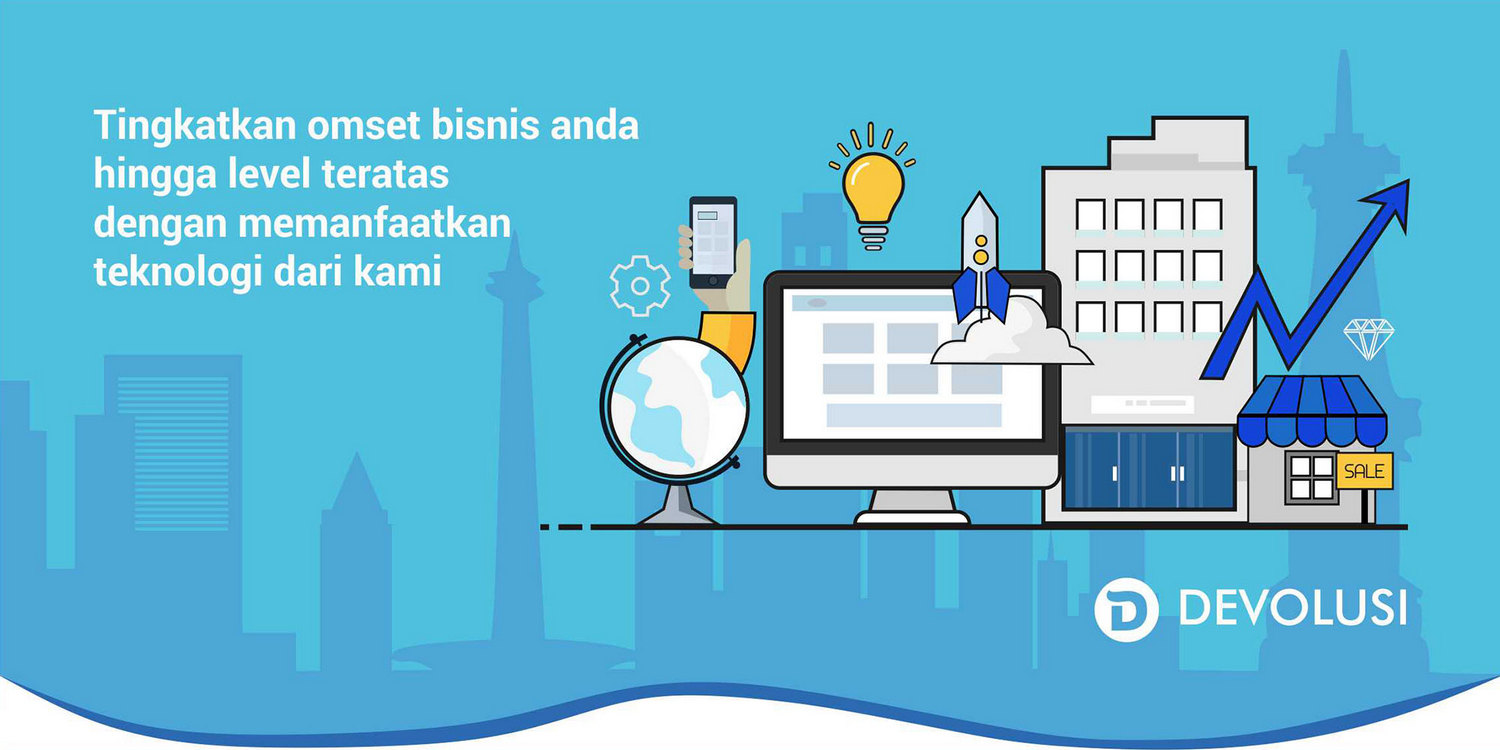 Tingkatkan omset bisnis anda
hingga level teratas
dengan memanfaatkan
teknologi dari kami
SALE
DEVOLUSI